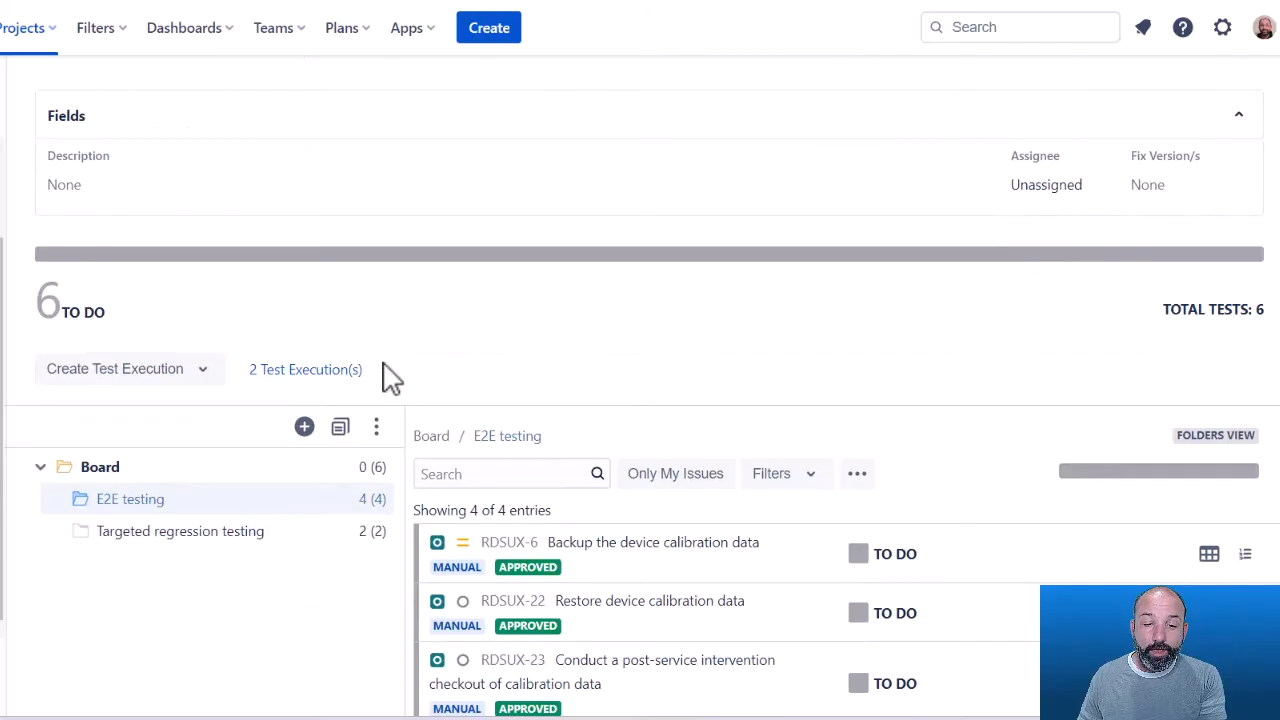 Projects Filters Dashboards Teams Plans Apps Create Search
Fields
Description Assignee Fix Version/s
None Unassigned None
6 TO DO TOTAL TESTS: 6
Create Test Execution 2 Test Execution(s)
Board / E2E testing FOLDERS VIEW
Board 0 (6)
E2E testing 4 (4)
Targeted regression testing 2 (2)
Search Only My Issues Filters
Showing 4 of 4 entries
RDSUX-6 Backup the device calibration data TO DO
MANUAL APPROVED
RDSUX-22 Restore device calibration data TO DO
MANUAL APPROVED
RDSUX-23 Conduct a post-service intervention
checkout of calibration data TO DO
MANUAL APPROVED